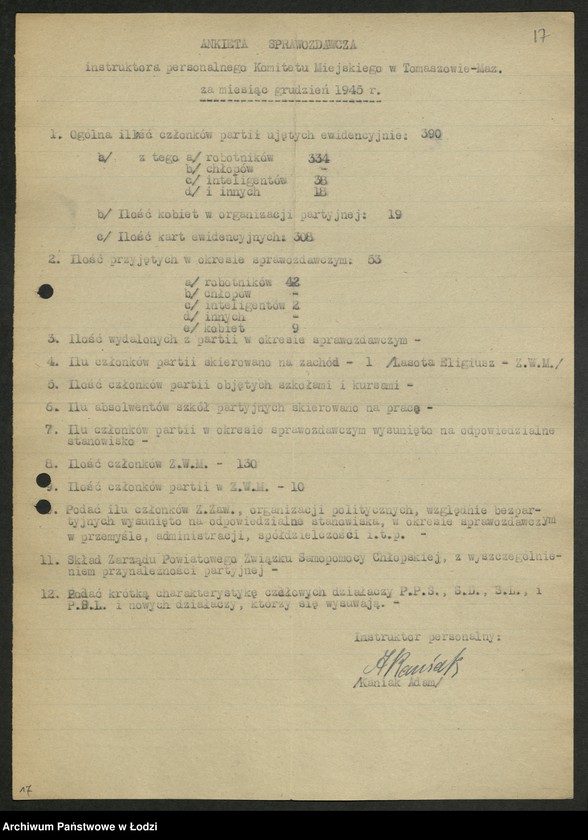 17
ANKIETA SPRAWOZDAWCZA
instruktora personalnego Komitetu Miejskiego w Tomaszowie-Maz.
za miesiąc grudzień 1945 r.
1. Ogólna ilość członków partii ujętych ewidencyjnie: 390
a/ z tego a/ robotników 334
b/ chłopów -
c/ inteligentów 38
d/ i innych 18
b/ Ilość kobiet w organizacji partyjnej: 19
c/ Ilość kart ewidencyjnych: 308
2. Ilość przyjętych w okresie sprawozdawczym: 53
a/ robotników 42
b/ chłopów -
c/ inteligentów 2
d/ innych -
e/ kobiet 9
3. Ilość wydalonych z partii w okresie sprawozdawczym -
4. Ilu członków partii skierowano na zachód - 1 /Lasota Eligiusz - Z.W.M./
5. Ilość członków partii objętych szkołami i kursami -
6. Ilu absolwentów szkół partyjnych skierowano na pracę -
7. Ilu członków partii w okresie sprawozdawczym wysunięto na odpowiedzialne
stanowisko -
8. Ilość członków Z.W.M. - 130
9. Ilość członków partii w Z.W.M. - 10
Podać ilu członków Z.Zaw., organizacji politycznych, względnie bezpar-
tyjnych wysunięto na odpowiedzialne stanowiska, w okresie sprawozdawczym
w przemyśle, administracji, spółdzielczości i.t.p. -
11. Skład Zarządu Powiatowego Związku Samopomocy Chłopskiej, z wyszczególnie-
niem przynależności partyjnej -
12. Podać krótką charakterystykę czołowych działaczy P.P.S., S.D., S.L., i
P.S.L. i nowych działaczy, którzy się wysuwają. -
Instruktor personalny:
AKaniak
/Kaniak Adam/
17
Archiwum Państwowe w Łodzi